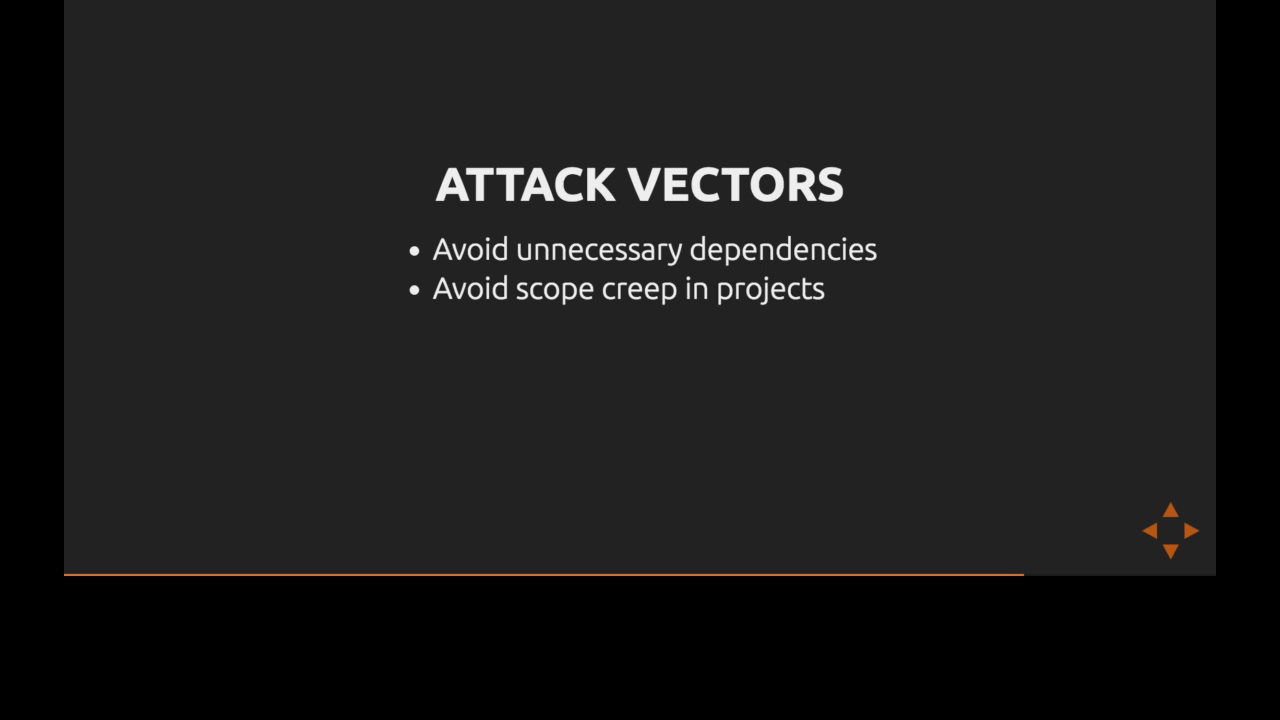 ATTACK VECTORS
• Avoid unnecessary dependencies
• Avoid scope creep in projects